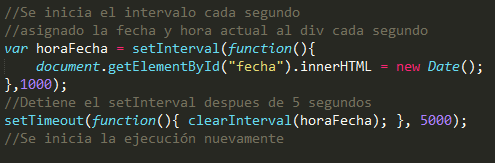 //Se inicia el intervalo cada segundo
//asignado la fecha y hora actual al div cada segundo
var horaFecha = setInterval(function(){
    document.getElementById("fecha").innerHTML = new Date();
},1000);
//Detiene el setInterval despues de 5 segundos
setTimeout(function(){ clearInterval(horaFecha); }, 5000);
//Se inicia la ejecución nuevamente